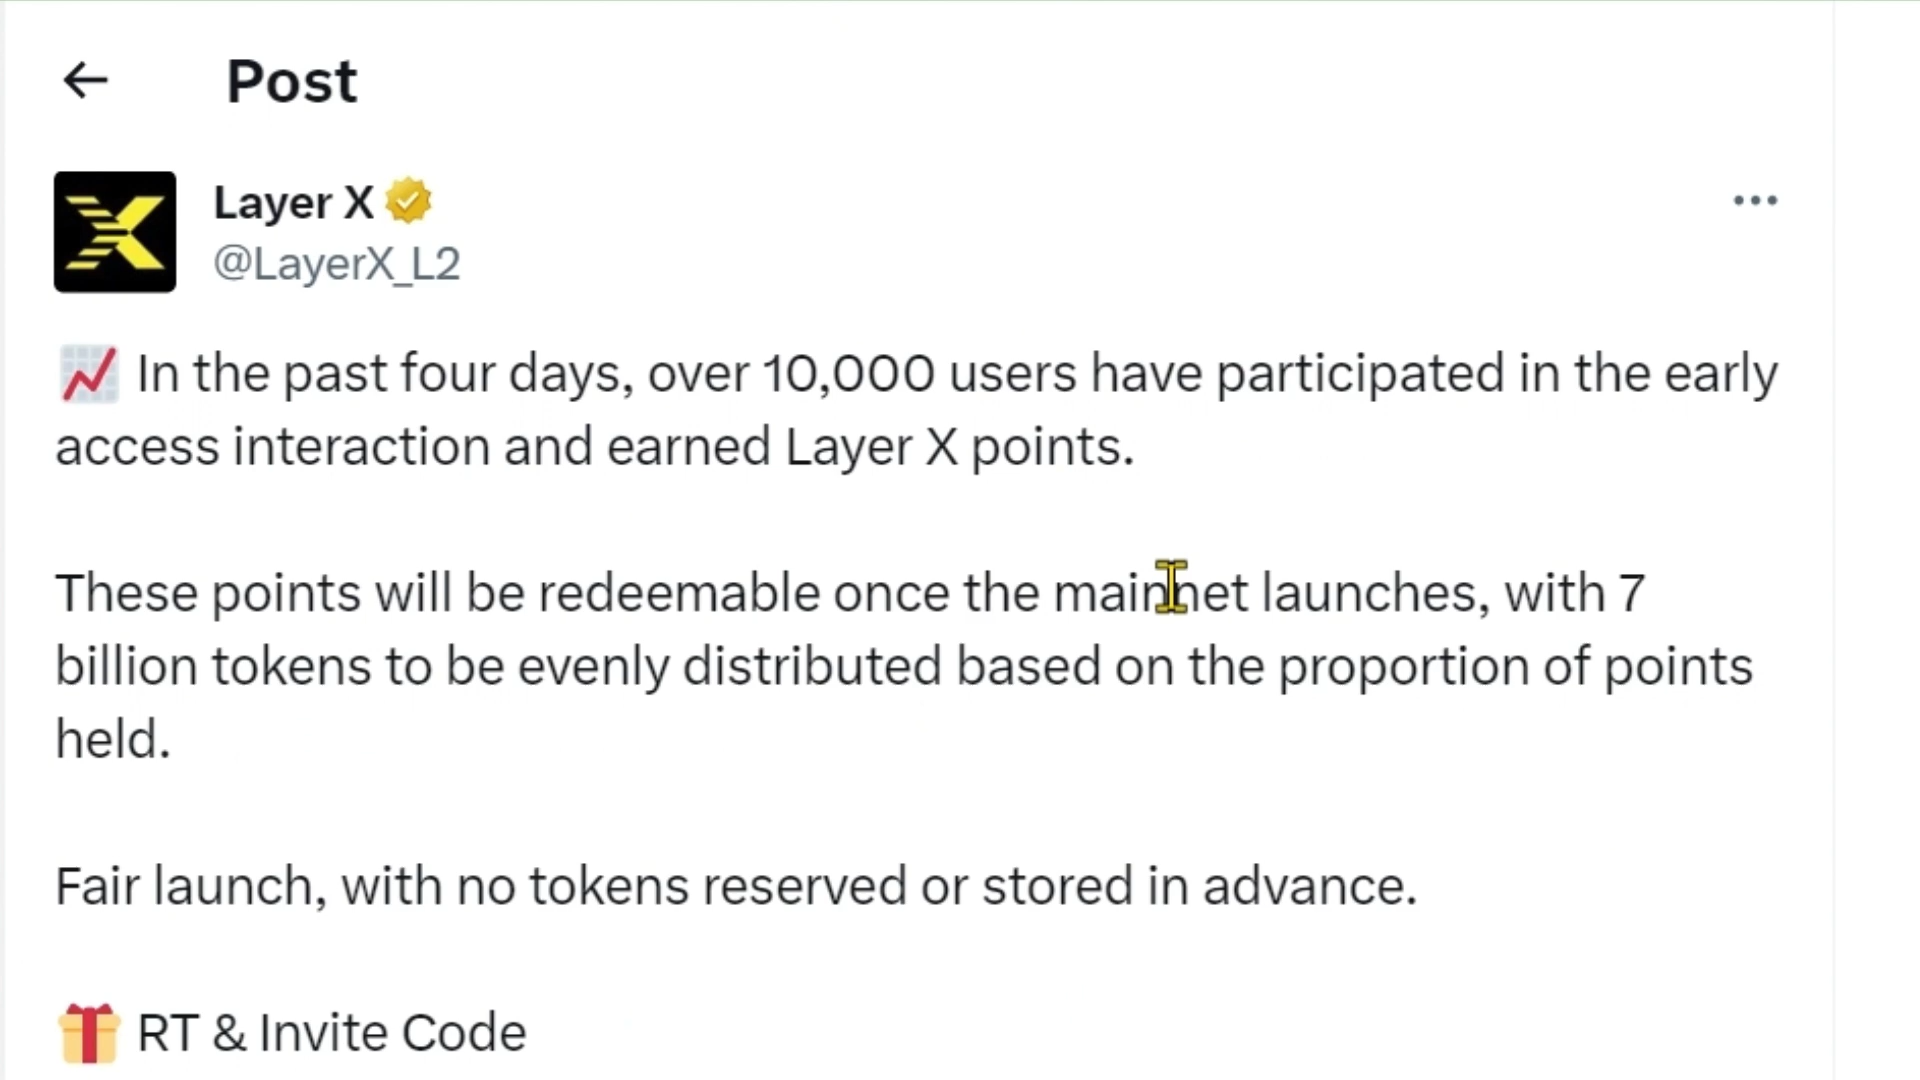 Post
Layer X
@LayerX_L2
In the past four days, over 10,000 users have participated in the early
access interaction and earned Layer X points.
These points will be redeemable once the mainnet launches, with 7
billion tokens to be evenly distributed based on the proportion of points
held.
Fair launch, with no tokens reserved or stored in advance.
RT & Invite Code